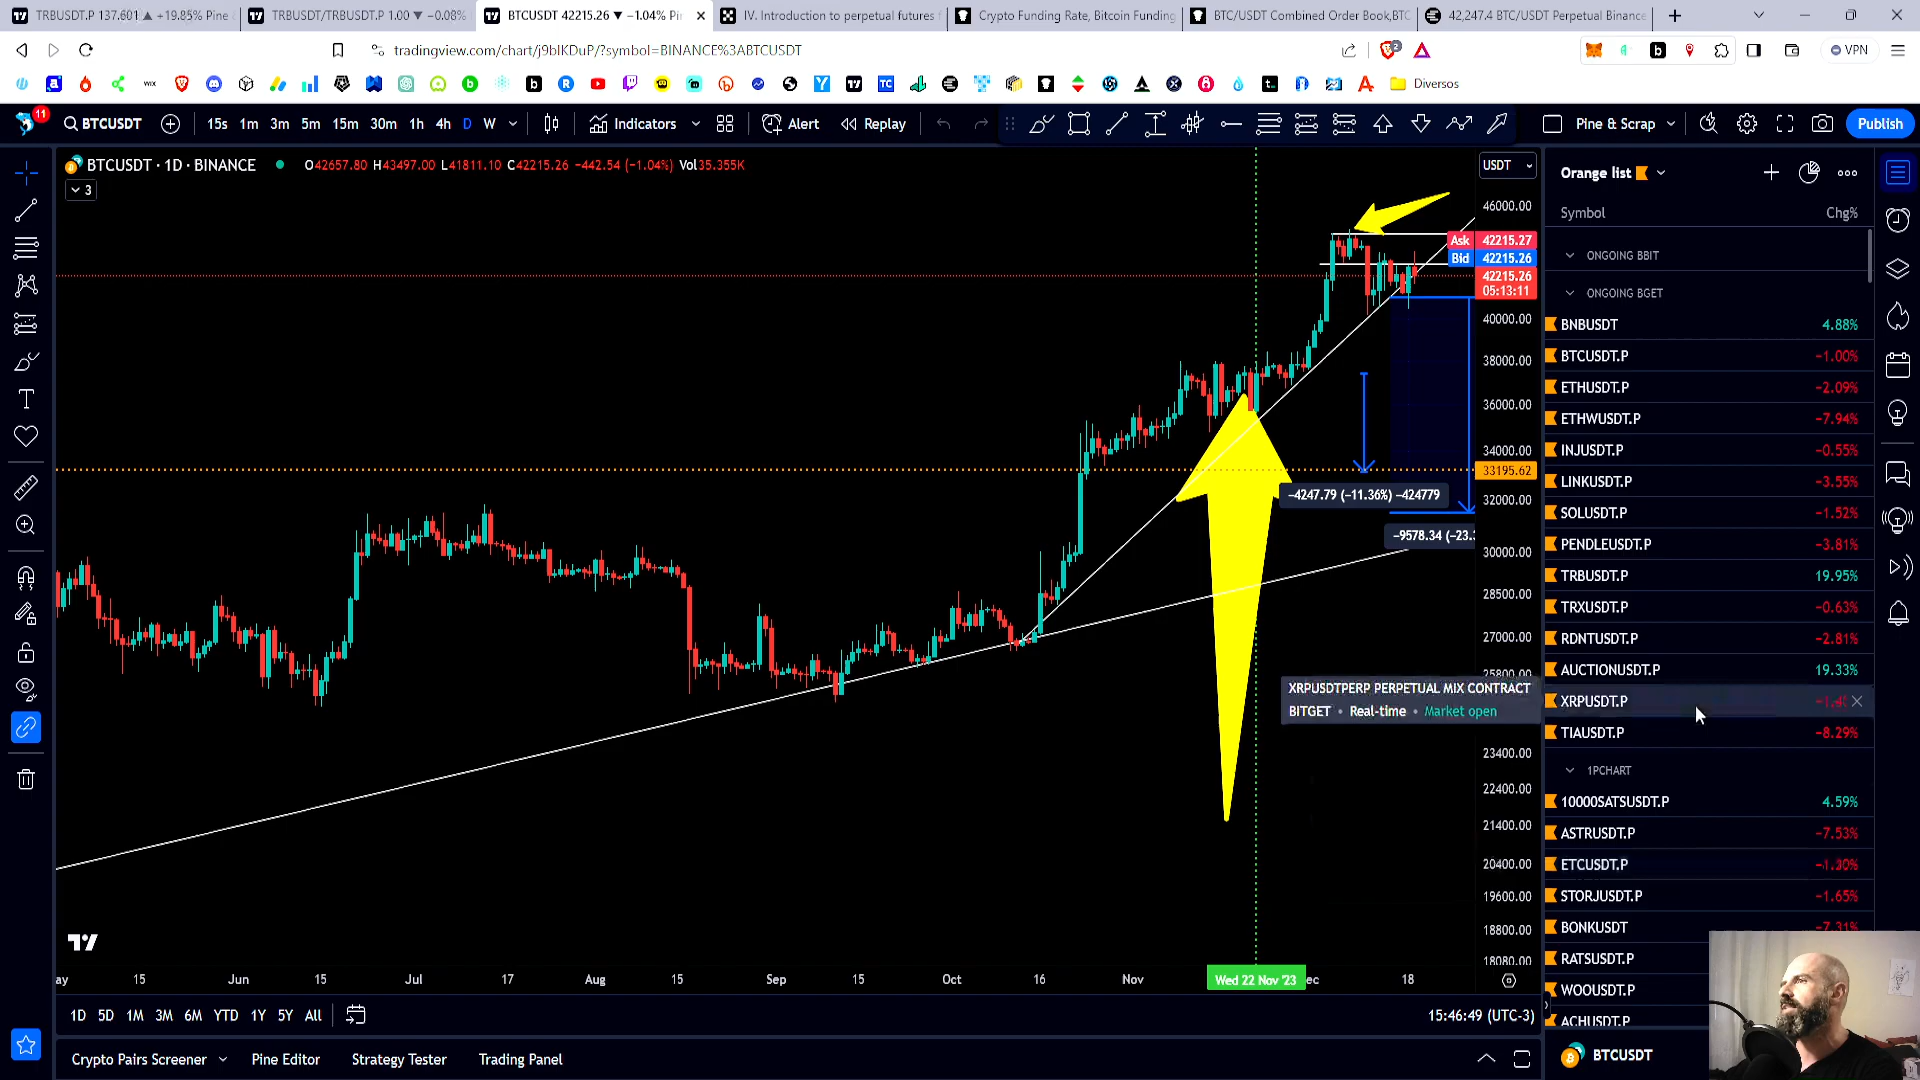 TRBUSDT.P 137.601 ▲ +19.85% Pine
TRBUSDT/TRBUSDT.P 1.00 ▼ −0.08%
BTCUSDT 42215.26 ▼ −1.04% Pi
IV. Introduction to perpetual futures f
Crypto Funding Rate, Bitcoin Funding
BTC/USDT Combined Order Book,BTC
42,247.4 BTC/USDT Perpetual Binance
tradingview.com/chart/j9bIKDuP/?symbol=BINANCE%3ABTCUSDT
VPN
Diversos
11
BTCUSDT
15s 1m 3m 5m 15m 30m 1h 4h D W
Indicators
Alert
Replay
Pine & Scrap
Publish
BTCUSDT · 1D · BINANCE
O42657.80 H43497.00 L41811.10 C42215.26 −442.54 (−1.04%) Vol35.355K
3
USDT
46000.00
Ask 42215.27
Bid 42215.26
42215.26
05:13:11
40000.00
38000.00
36000.00
34000.00
33195.62
32000.00
30000.00
28500.00
27000.00
25800.00
23400.00
22400.00
21400.00
20400.00
19600.00
18800.00
18080.00
−4247.79 (−11.36%) −424779
−9578.34 (−23.
XRPUSDTPERP PERPETUAL MIX CONTRACT
BITGET • Real-time • Market open
ay 15 Jun 15 Jul 17 Aug 15 Sep 15 Oct 16 Nov Wed 22 Nov '23 ec 18
1D 5D 1M 3M 6M YTD 1Y 5Y All
15:46:49 (UTC-3)
Crypto Pairs Screener
Pine Editor
Strategy Tester
Trading Panel
Orange list
Symbol Chg%
ONGOING BBIT
ONGOING BGET
BNBUSDT 4.88%
BTCUSDT.P −1.00%
ETHUSDT.P −2.09%
ETHWUSDT.P −7.94%
INJUSDT.P −0.55%
LINKUSDT.P −3.55%
SOLUSDT.P −1.52%
PENDLEUSDT.P −3.81%
TRBUSDT.P 19.95%
TRXUSDT.P −0.63%
RDNTUSDT.P −2.81%
AUCTIONUSDT.P 19.33%
XRPUSDT.P
TIAUSDT.P −8.29%
1PCHART
10000SATSUSDT.P 4.59%
ASTRUSDT.P −7.53%
ETCUSDT.P −1.30%
STORJUSDT.P −1.65%
BONKUSDT −7.31%
RATSUSDT.P
WOOUSDT.P
ACHUSDT.P
BTCUSDT